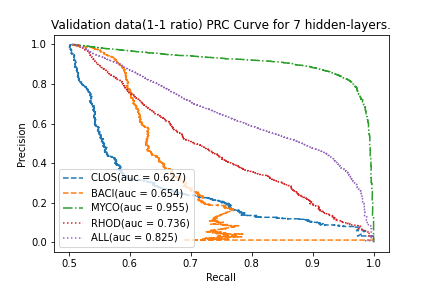 Validation data(1-1 ratio) PRC Curve for 7 hidden-layers.
Precision
1.0
0.8
0.6
0.4
0.2
0.0
CLOS(auc = 0.627)
BACI(auc = 0.654)
MYCO(auc = 0.955)
RHOD(auc = 0.736)
ALL(auc = 0.825)
0.5 0.6 0.7 0.8 0.9 1.0
Recall